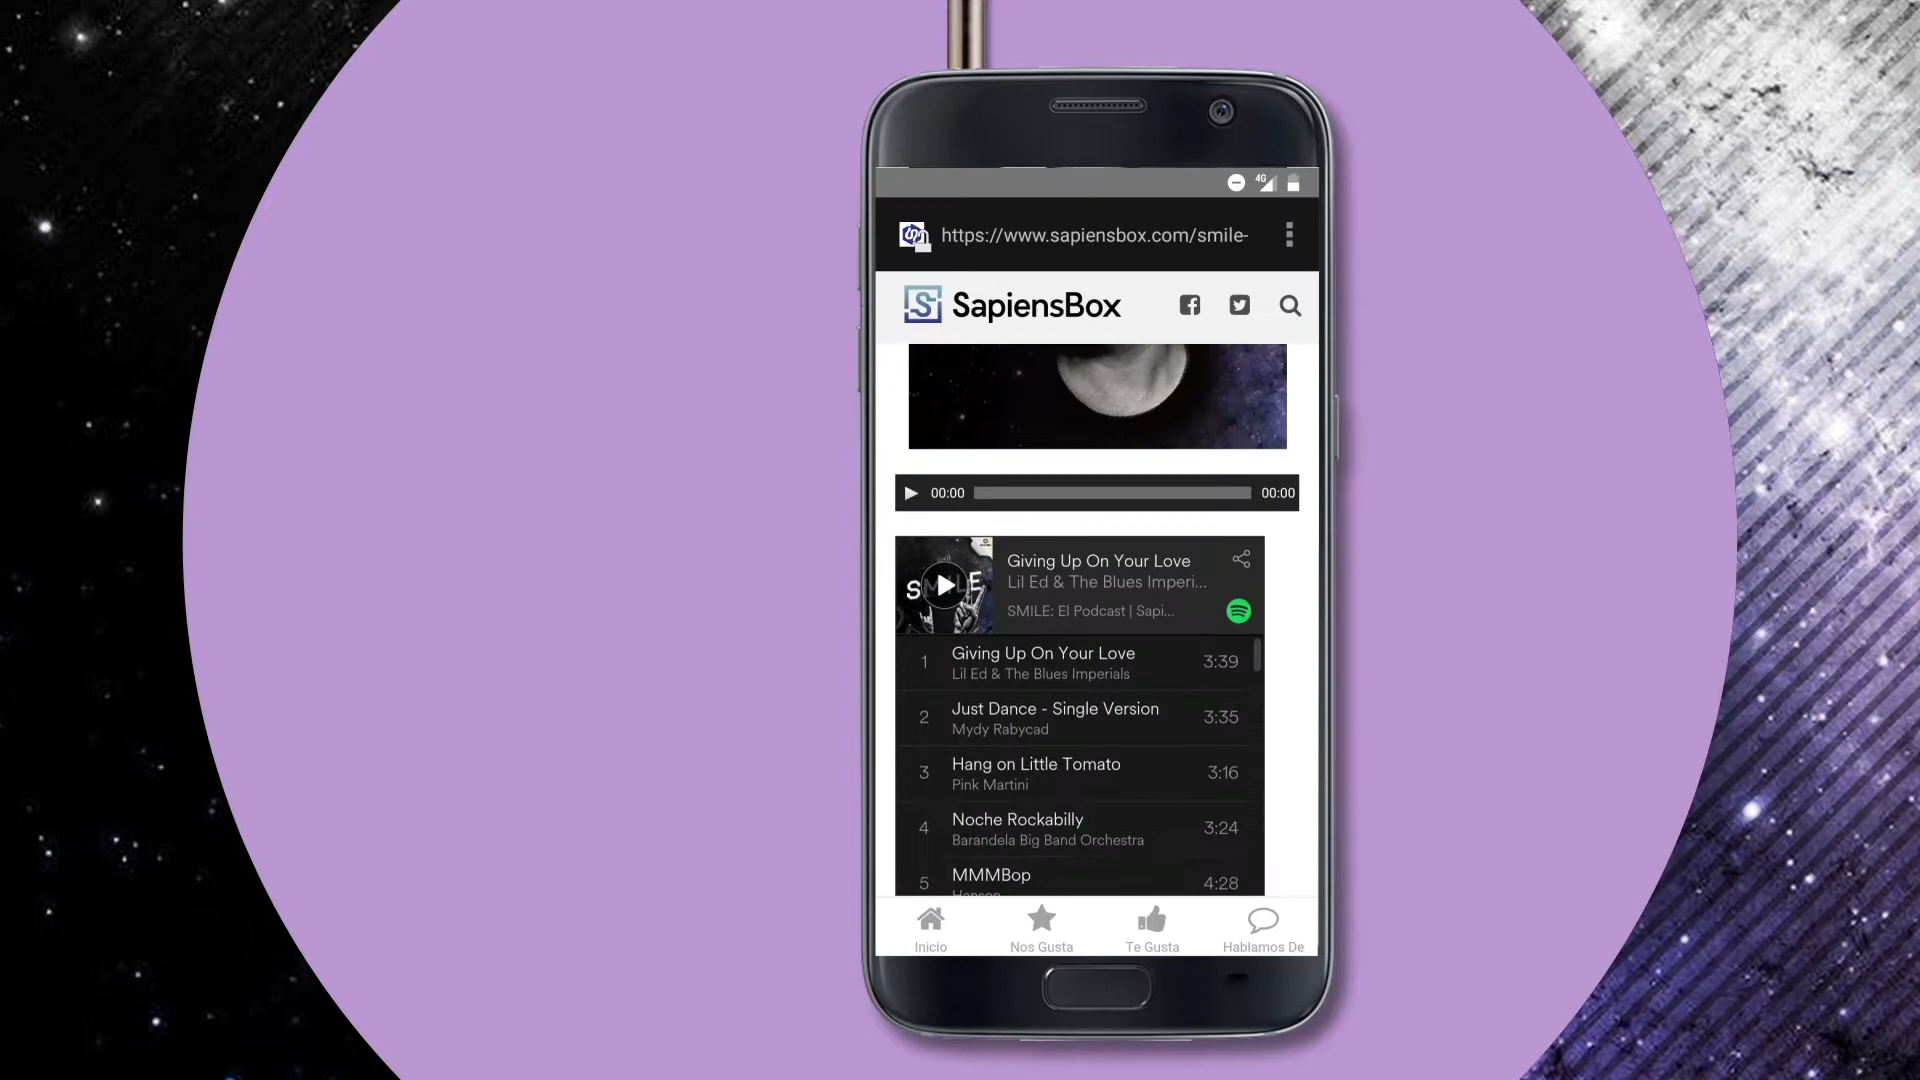 4G
https://www.sapiensbox.com/smile-
S SapiensBox
00:00 00:00
SMILE
Giving Up On Your Love
Lil Ed & The Blues Imperi...
SMILE: El Podcast | Sapi...
1 Giving Up On Your Love 3:39
Lil Ed & The Blues Imperials
2 Just Dance - Single Version 3:35
Mydy Rabycad
3 Hang on Little Tomato 3:16
Pink Martini
4 Noche Rockabilly 3:24
Barandela Big Band Orchestra
5 MMMBop 4:28
Hanson
Inicio Nos Gusta Te Gusta Hablamos De